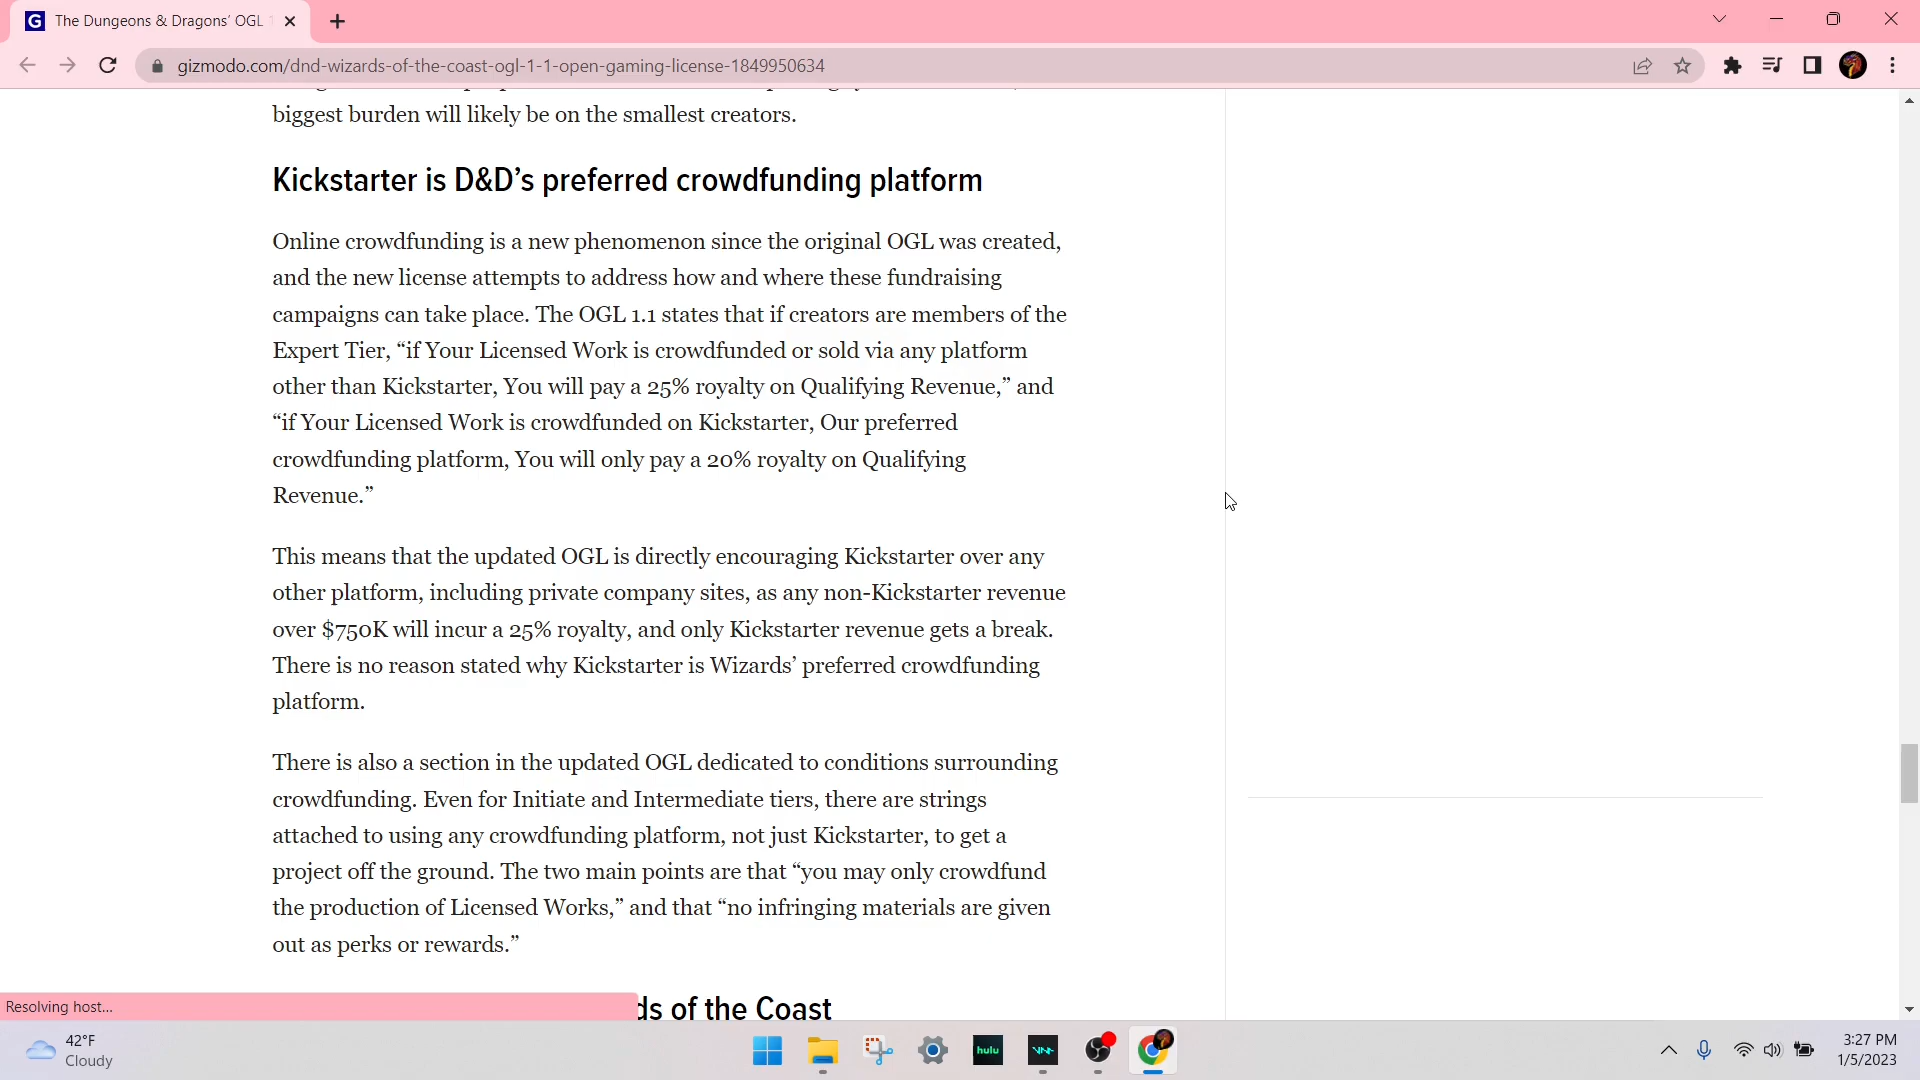 The Dungeons & Dragons' OGL
gizmodo.com/dnd-wizards-of-the-coast-ogl-1-1-open-gaming-license-1849950634
biggest burden will likely be on the smallest creators.
Kickstarter is D&D’s preferred crowdfunding platform
Online crowdfunding is a new phenomenon since the original OGL was created,
and the new license attempts to address how and where these fundraising
campaigns can take place. The OGL 1.1 states that if creators are members of the
Expert Tier, “if Your Licensed Work is crowdfunded or sold via any platform
other than Kickstarter, You will pay a 25% royalty on Qualifying Revenue,” and
“if Your Licensed Work is crowdfunded on Kickstarter, Our preferred
crowdfunding platform, You will only pay a 20% royalty on Qualifying
Revenue.”
This means that the updated OGL is directly encouraging Kickstarter over any
other platform, including private company sites, as any non-Kickstarter revenue
over $750K will incur a 25% royalty, and only Kickstarter revenue gets a break.
There is no reason stated why Kickstarter is Wizards’ preferred crowdfunding
platform.
There is also a section in the updated OGL dedicated to conditions surrounding
crowdfunding. Even for Initiate and Intermediate tiers, there are strings
attached to using any crowdfunding platform, not just Kickstarter, to get a
project off the ground. The two main points are that “you may only crowdfund
the production of Licensed Works,” and that “no infringing materials are given
out as perks or rewards.”
of the Coast
Resolving host...
42°F
Cloudy
hulu
VN
3:27 PM
1/5/2023